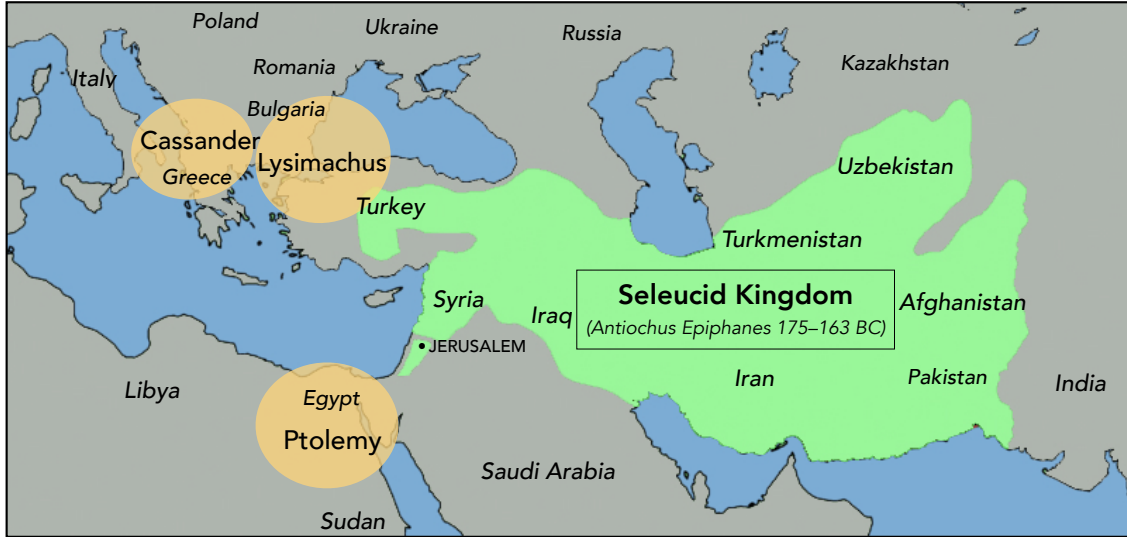 Poland
Ukraine
Russia
Italy
Romania
Kazakhstan
Bulgaria
Cassander
Lysimachus
Greece
Uzbekistan
Turkey
Turkmenistan
Seleucid Kingdom
(Antiochus Epiphanes 175–163 BC)
Syria
Iraq
Afghanistan
JERUSALEM
Libya
Iran
Pakistan
India
Egypt
Ptolemy
Saudi Arabia
Sudan